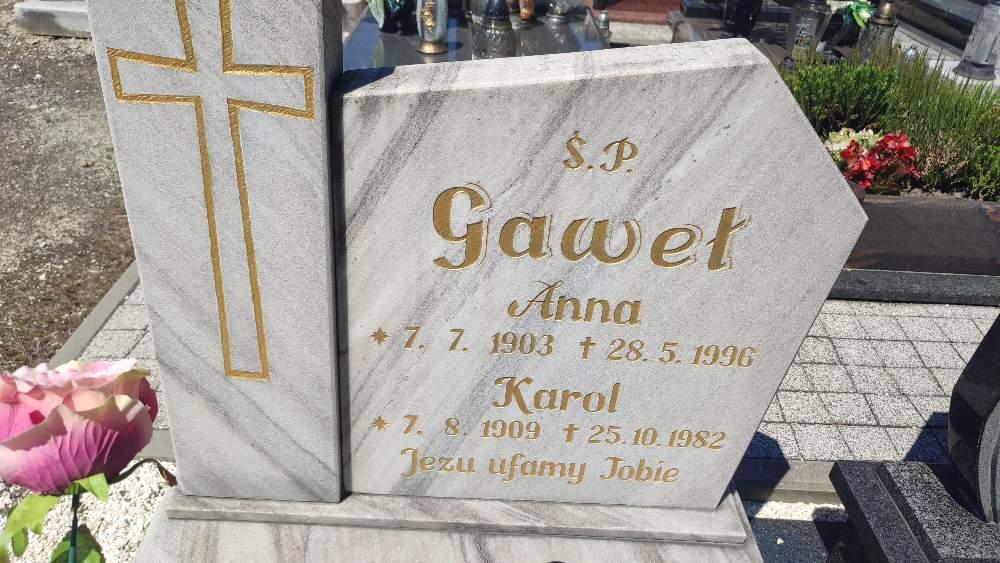 Ś.P.
Gaweł
Anna
✶ 7. 7. 1903 ✝ 28. 5. 1996
Karol
✶ 7. 8. 1909 ✝ 25. 10. 1982
Jezu ufamy Tobie